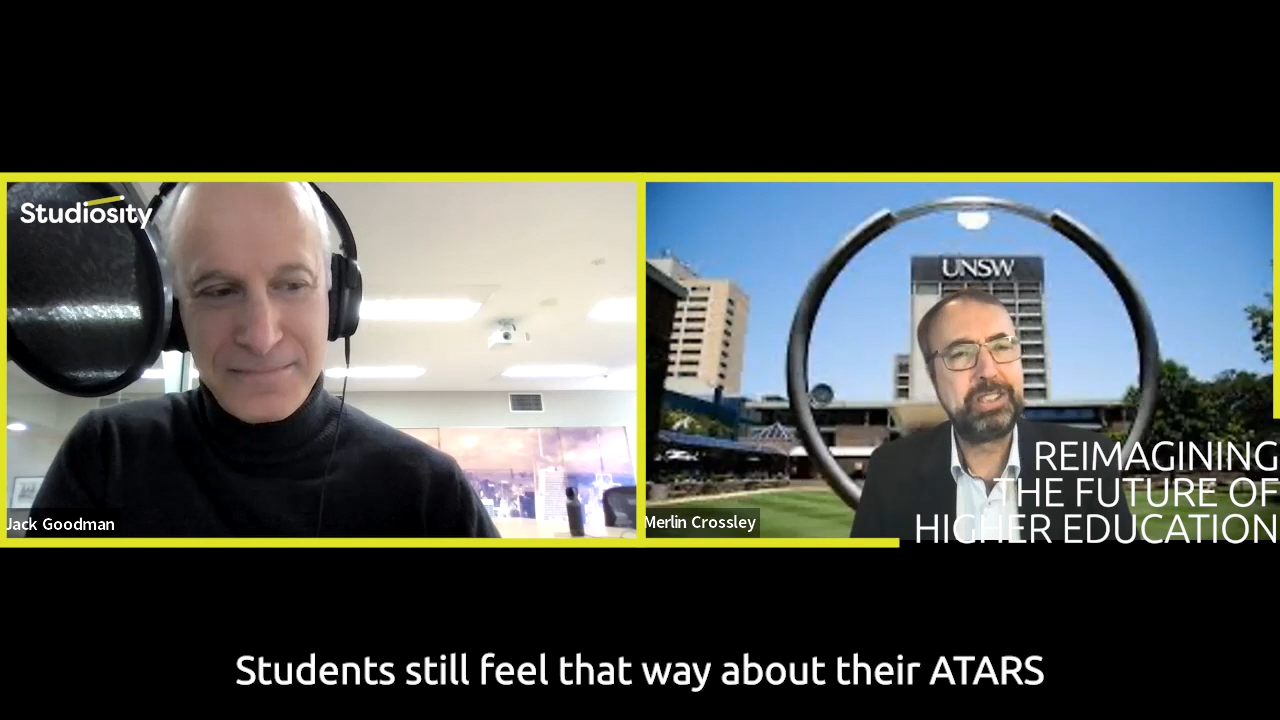 Studiosity
UNSW
Jack Goodman
Merlin Crossley
REIMAGINING
THE FUTURE OF
HIGHER EDUCATION
Students still feel that way about their ATARS